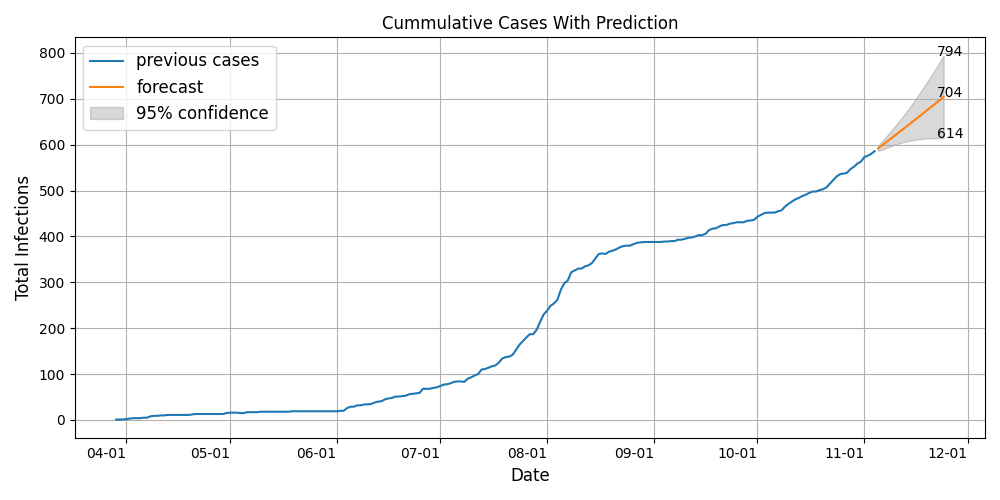 Cummulative Cases With Prediction
800
700
600
500
400
300
200
100
0
Total Infections
previous cases
forecast
95% confidence
794
704
614
04-01 05-01 06-01 07-01 08-01 09-01 10-01 11-01 12-01
Date